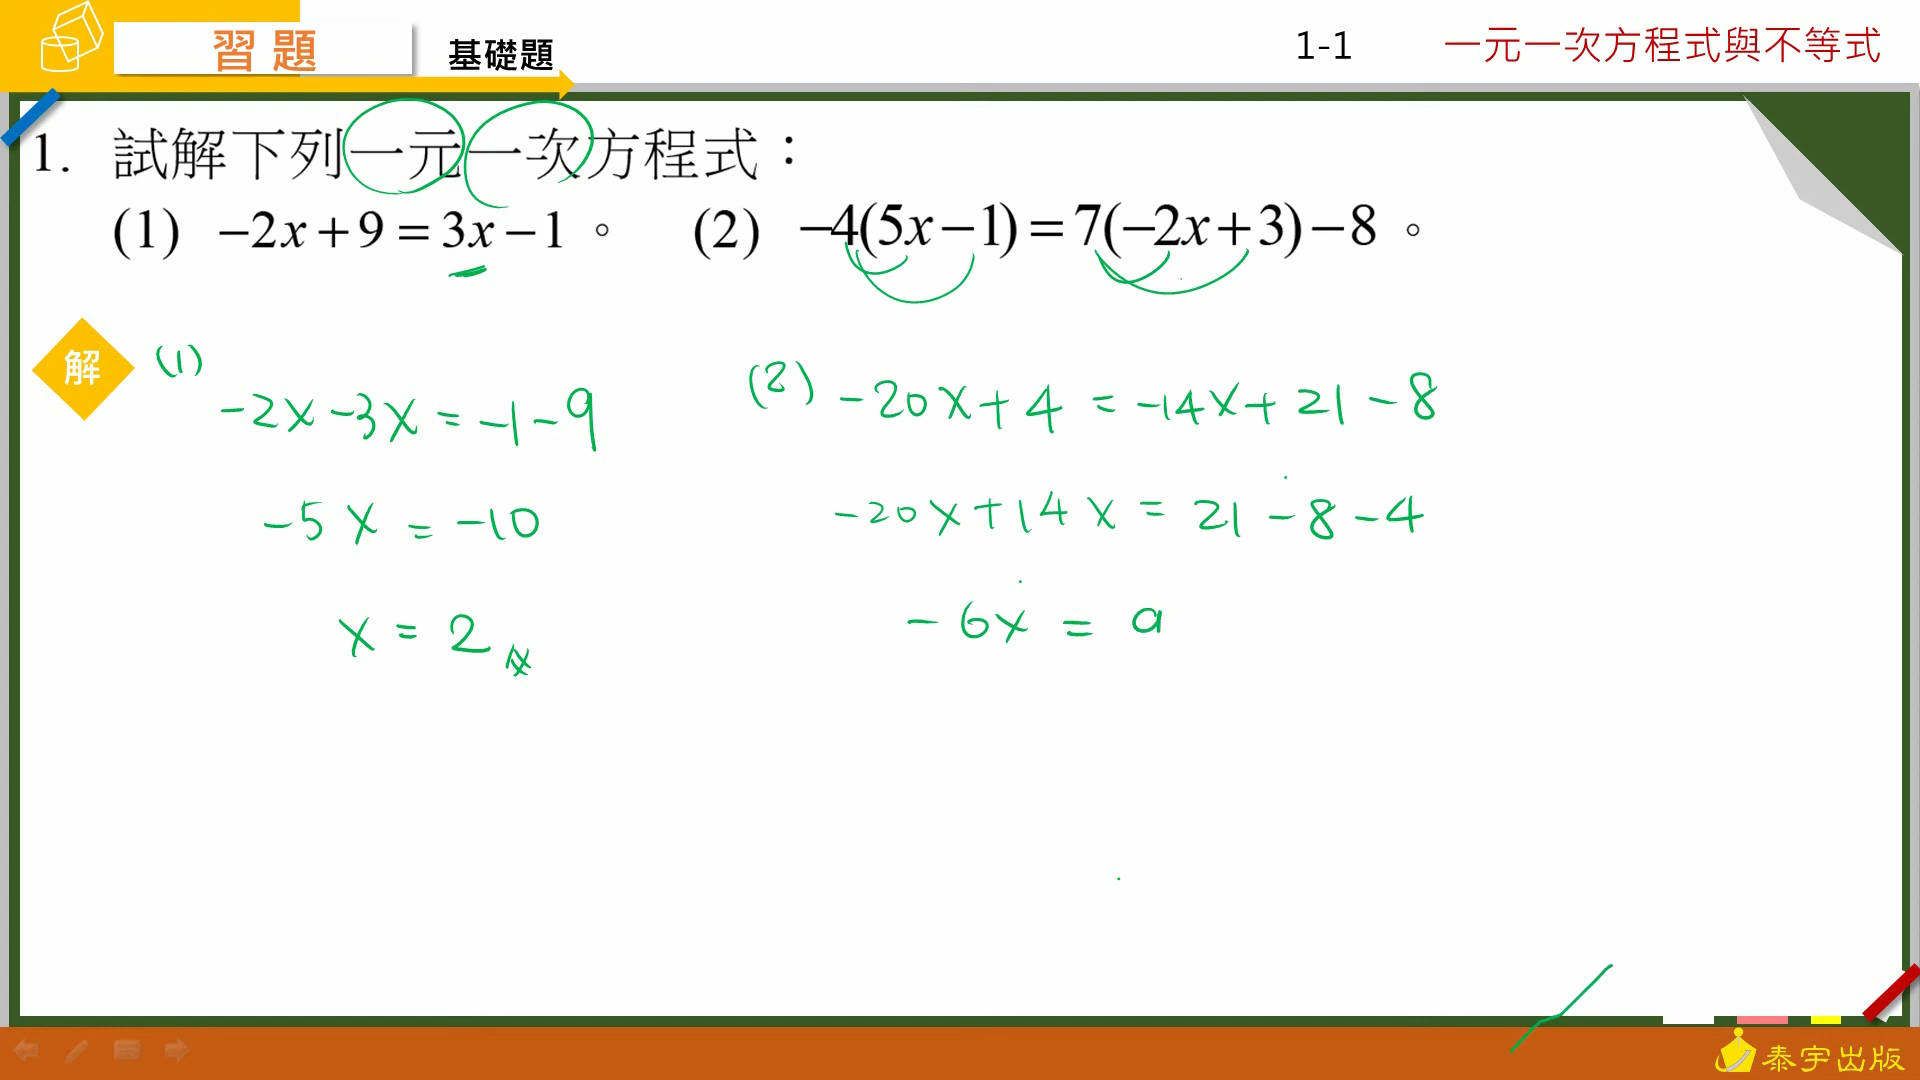 習題 基礎題 1-1 一元一次方程式與不等式
1. 試解下列一元一次方程式：
(1) −2x+9=3x−1。 (2) −4(5x−1)=7(−2x+3)−8。
解 (1)
-2x-3x=-1-9
-5x=-10
x=2
(2) -20x+4=-14x+21-8
-20x+14x=21-8-4
-6x=9
泰宇出版